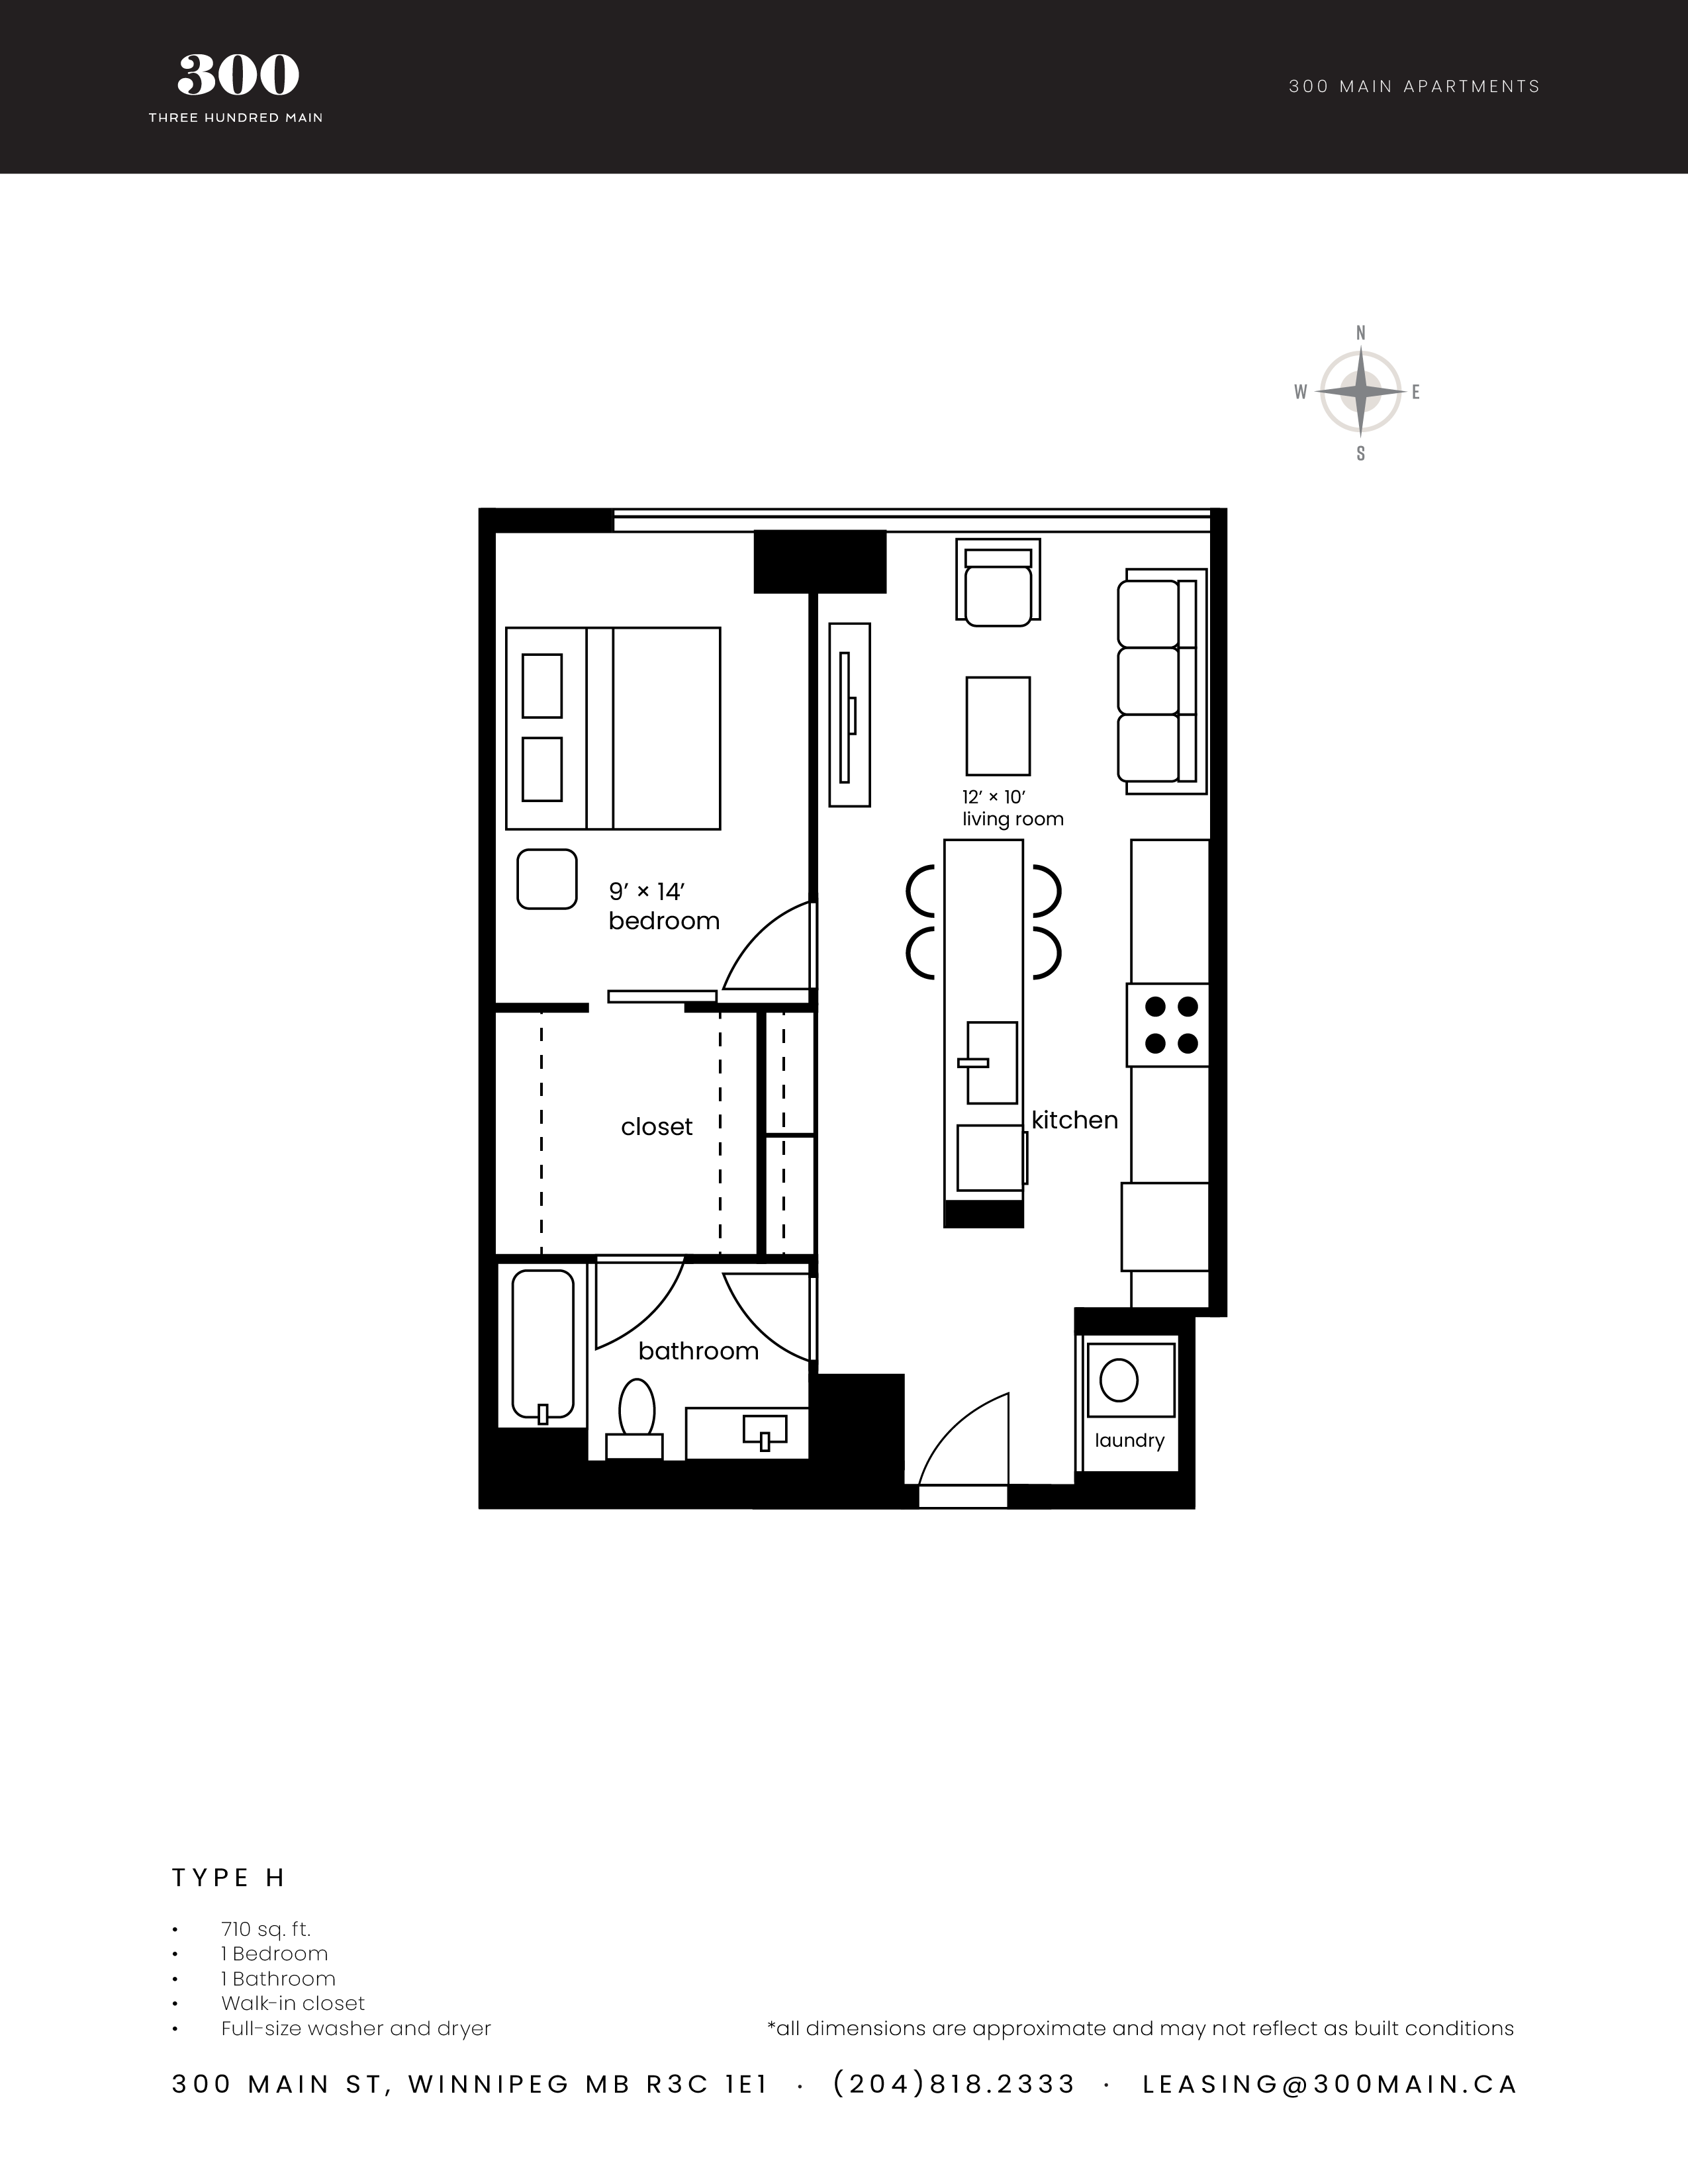 300
THREE HUNDRED MAIN
300 MAIN APARTMENTS
N
W
E
S
12’ × 10’
living room
9’ × 14’
bedroom
closet
kitchen
bathroom
laundry
TYPE H
• 710 sq. ft.
• 1 Bedroom
• 1 Bathroom
• Walk-in closet
• Full-size washer and dryer
*all dimensions are approximate and may not reflect as built conditions
300 MAIN ST, WINNIPEG MB R3C 1E1 · (204)818.2333 · LEASING@300MAIN.CA